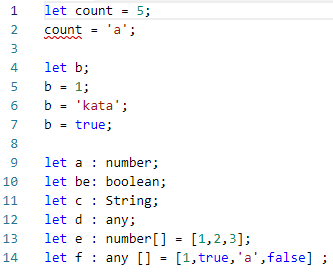 1 let count = 5;
2 count = 'a';
3
4 let b;
5 b = 1;
6 b = 'kata';
7 b = true;
8
9 let a : number;
10 let be: boolean;
11 let c : String;
12 let d : any;
13 let e : number[] = [1,2,3];
14 let f : any [] = [1,true,'a',false] ;